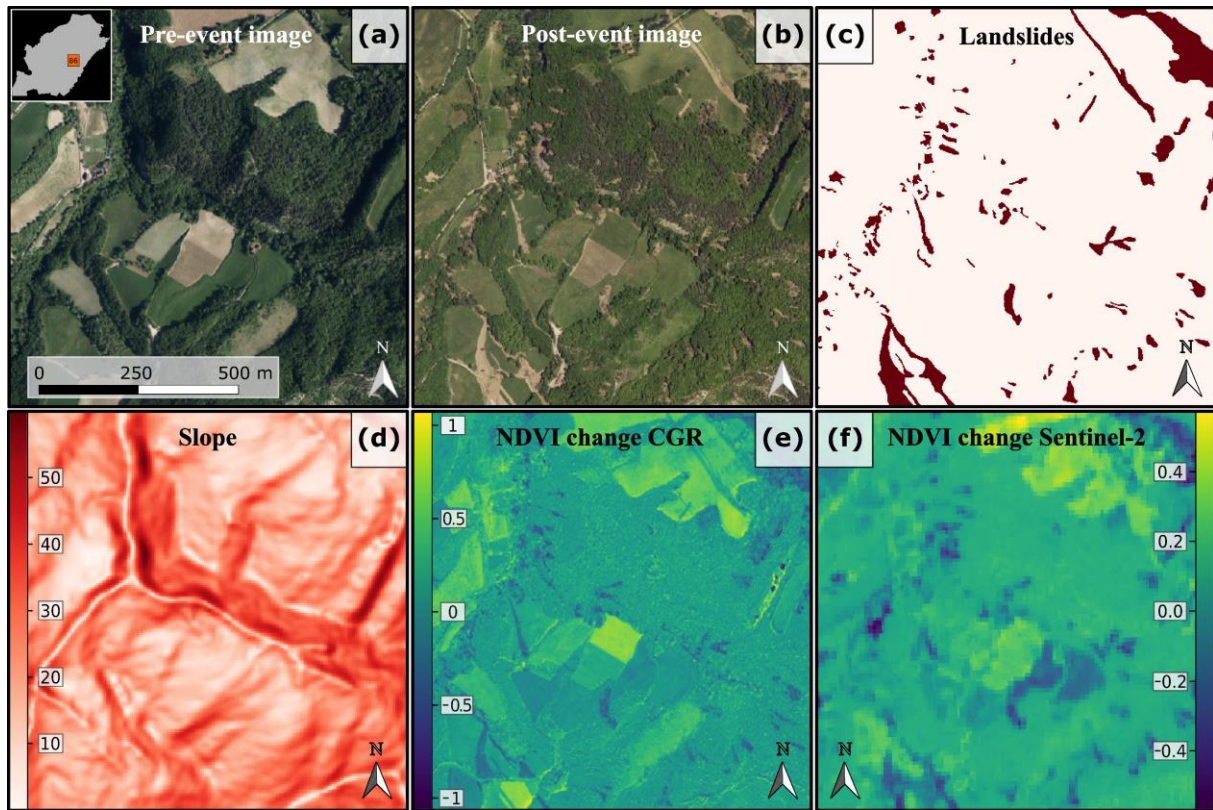 Pre-event image
(a)
86
N
0 250 500 m
Post-event image
(b)
N
Landslides
(c)
N
Slope
(d)
50
40
30
20
10
N
NDVI change CGR
(e)
1
0.5
0
-0.5
-1
N
NDVI change Sentinel-2
(f)
0.4
0.2
0.0
-0.2
-0.4
N